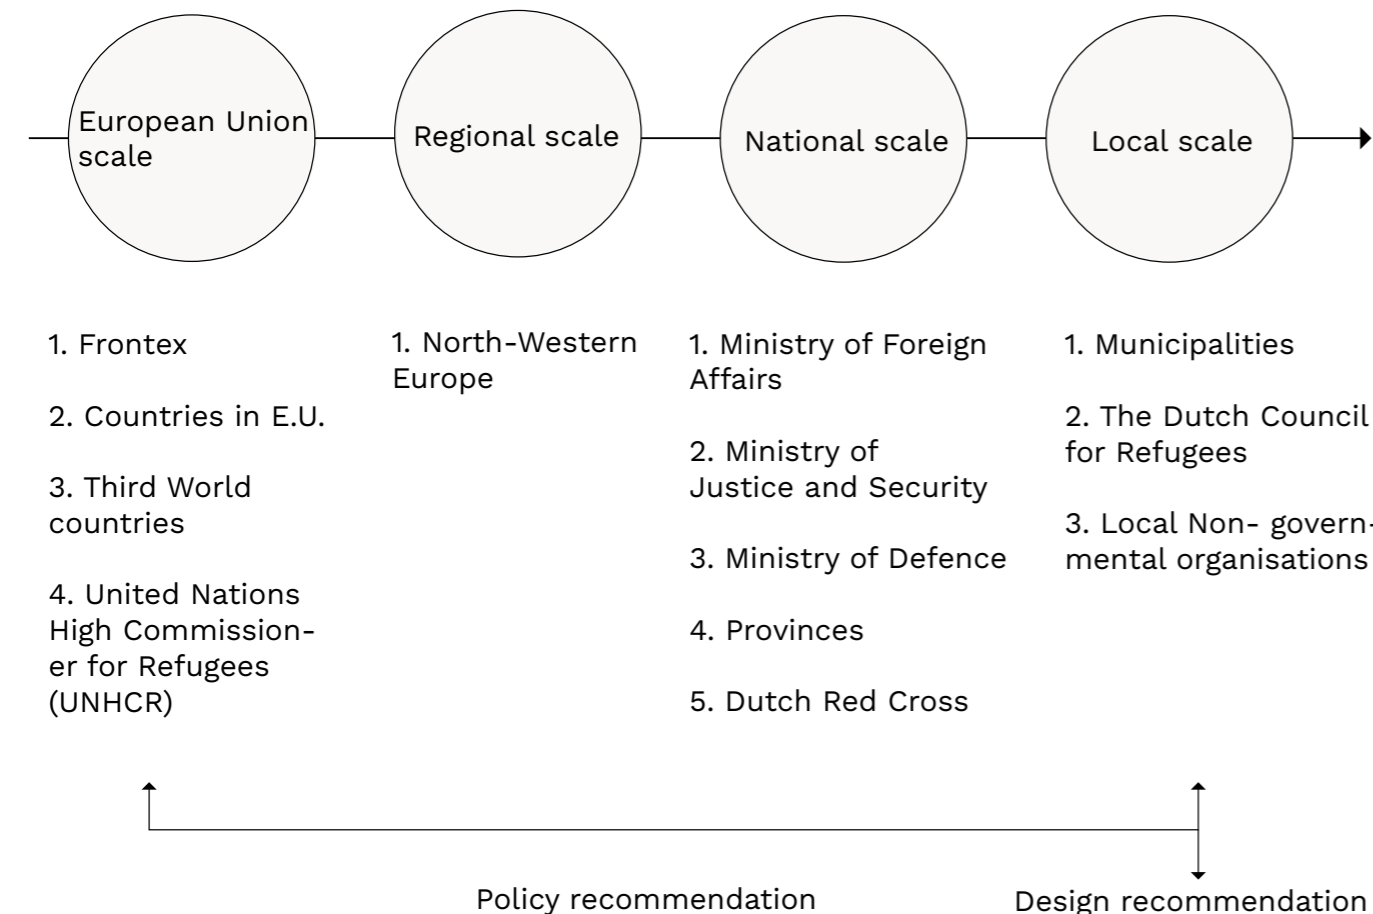 European Union
scale
Regional scale
National scale
Local scale
1. Frontex
2. Countries in E.U.
3. Third World
countries
4. United Nations
High Commission-
er for Refugees
(UNHCR)
1. North-Western
Europe
1. Ministry of Foreign
Affairs
2. Ministry of
Justice and Security
3. Ministry of Defence
4. Provinces
5. Dutch Red Cross
1. Municipalities
2. The Dutch Council
for Refugees
3. Local Non- govern-
mental organisations
Policy recommendation
Design recommendation